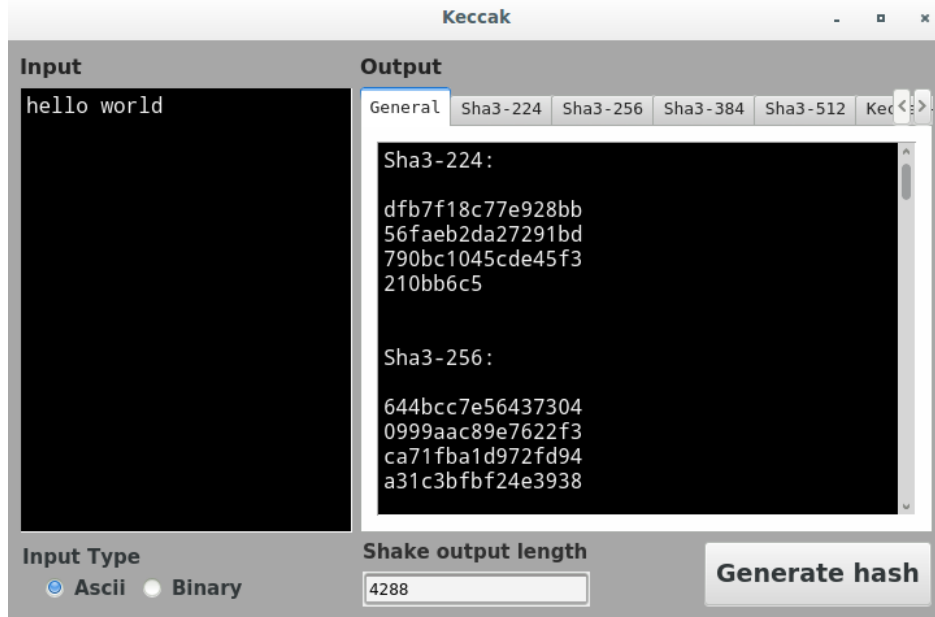 Keccak
Input
hello world
Input Type
Ascii Binary
Output
General Sha3-224 Sha3-256 Sha3-384 Sha3-512
Sha3-224:
dfb7f18c77e928bb
56faeb2da27291bd
790bc1045cde45f3
210bb6c5
Sha3-256:
644bcc7e56437304
0999aac89e7622f3
ca71fba1d972fd94
a31c3bfbf24e3938
Shake output length
4288
Generate hash